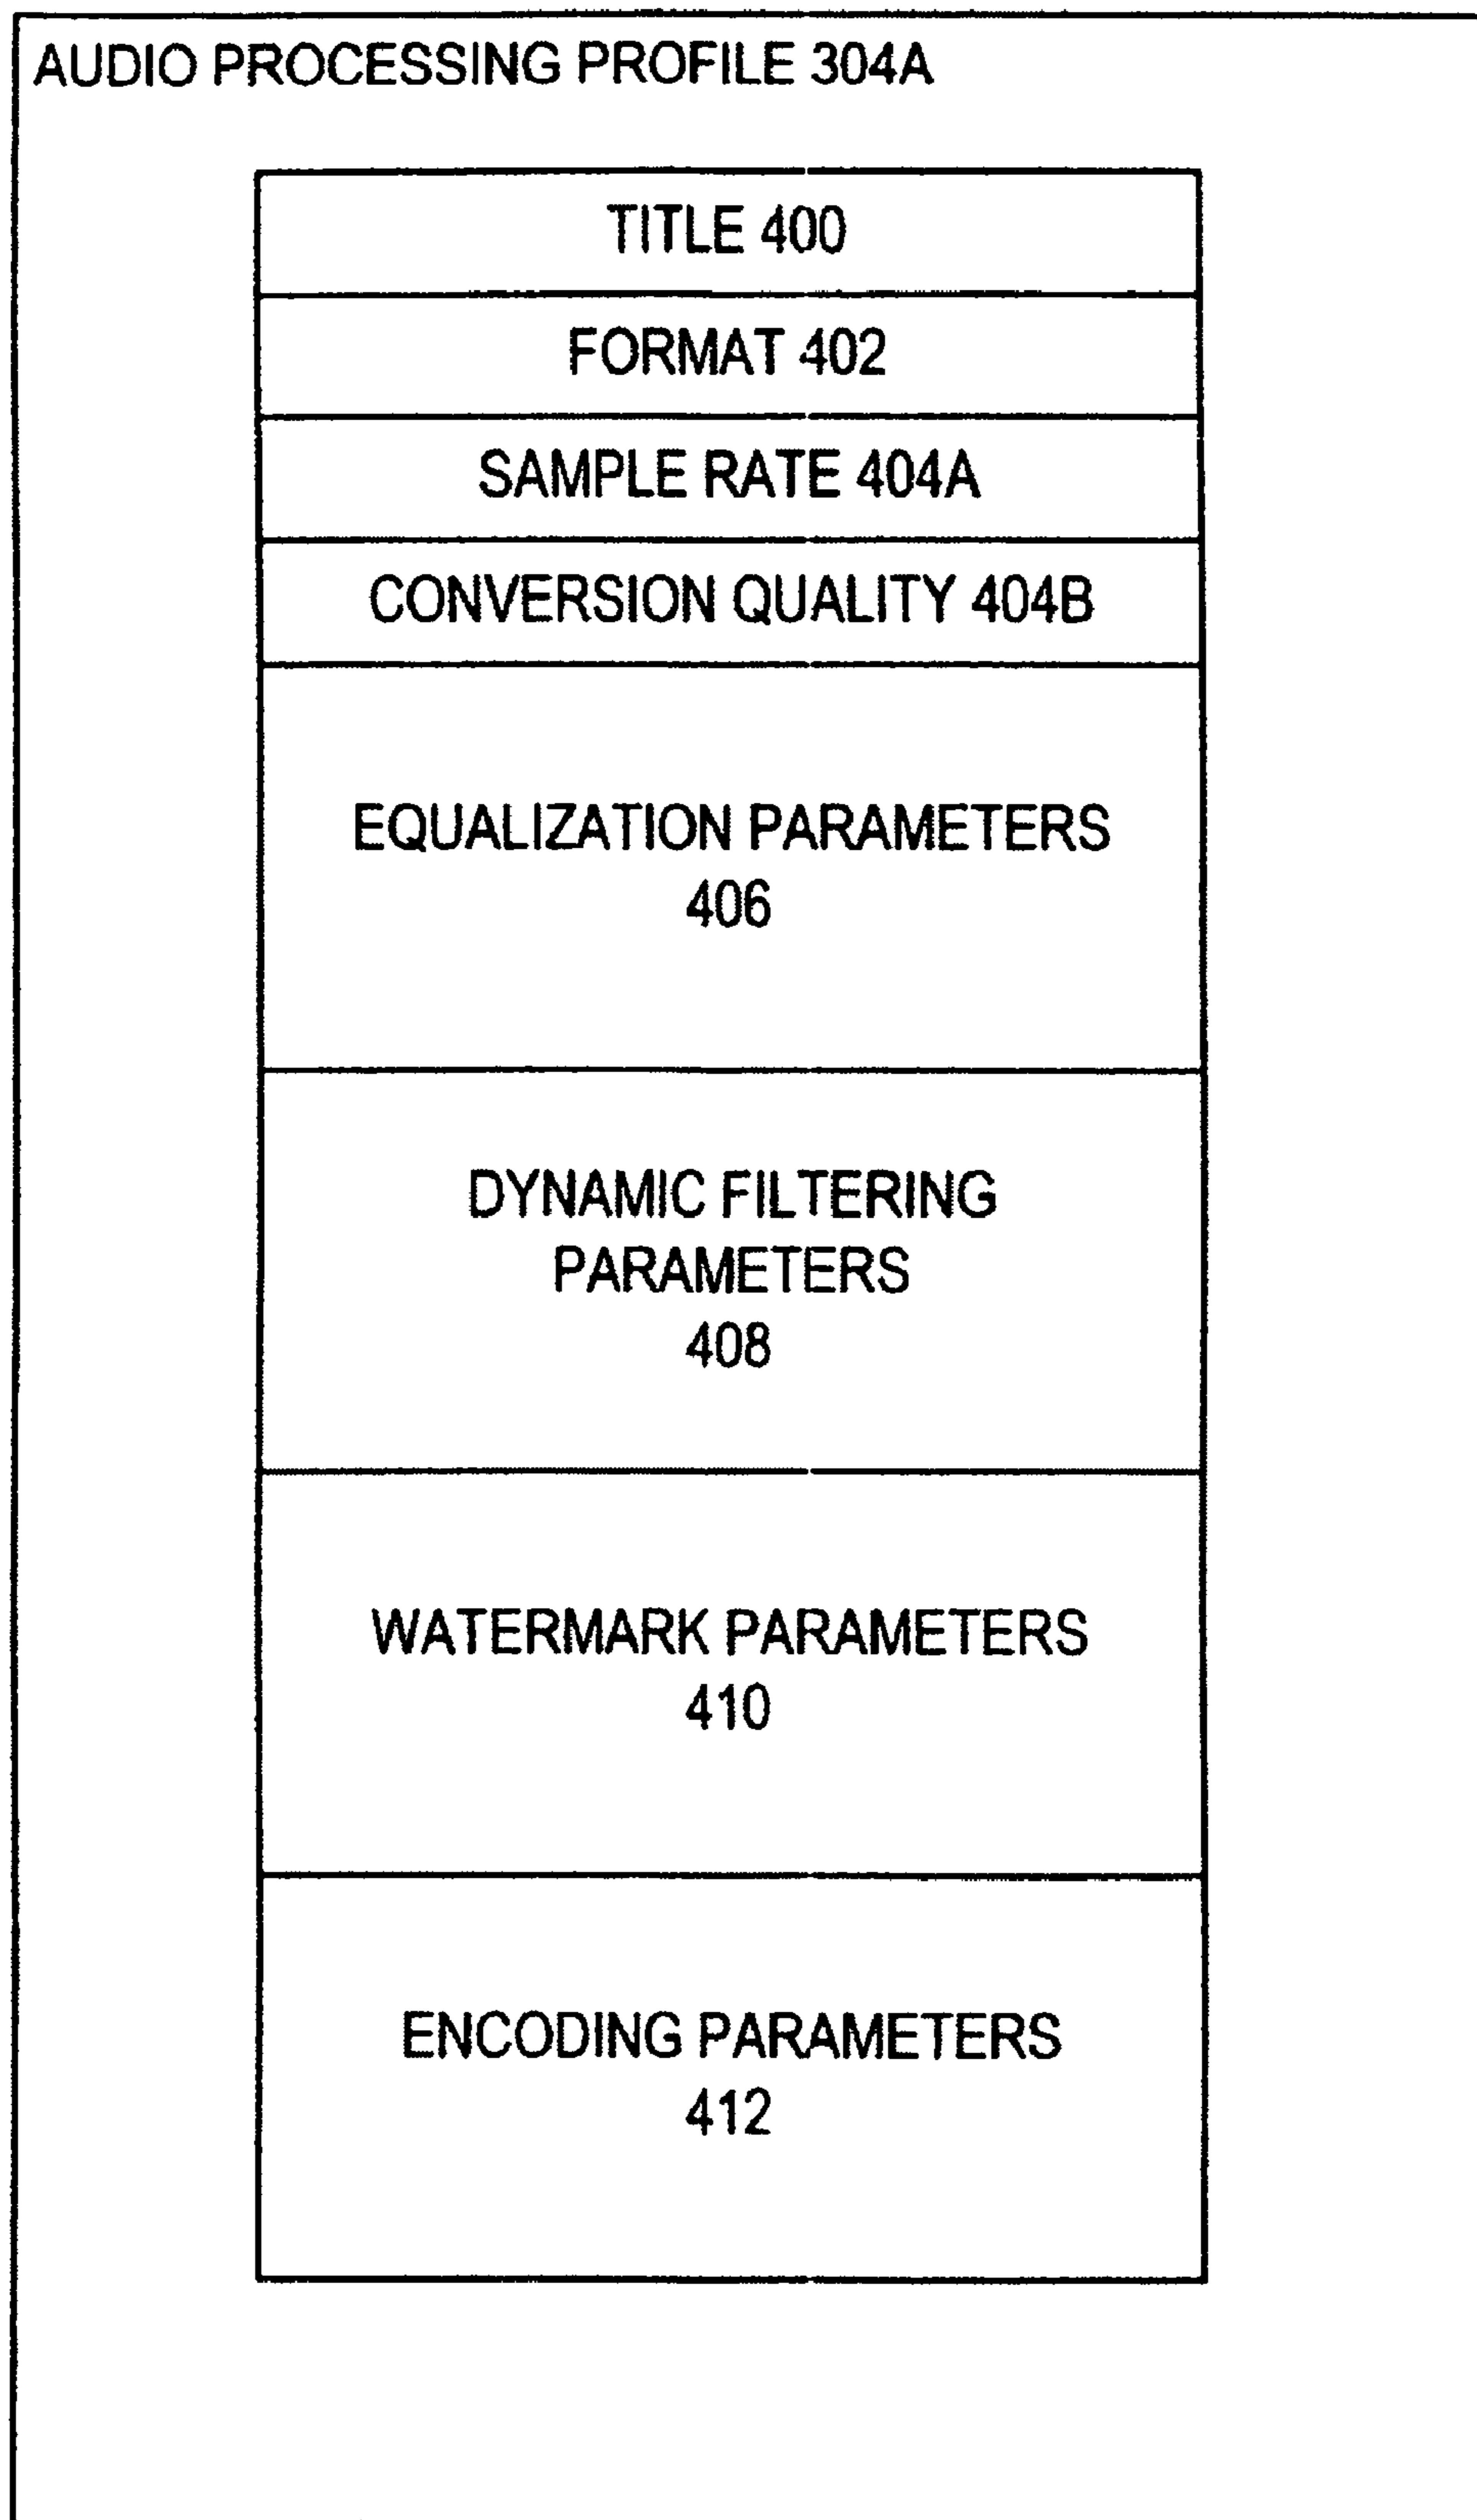 AUDIO PROCESSING PROFILE 304A
TITLE 400
FORMAT 402
SAMPLE RATE 404A
CONVERSION QUALITY 404B
EQUALIZATION PARAMETERS
406
DYNAMIC FILTERING
PARAMETERS
408
WATERMARK PARAMETERS
410
ENCODING PARAMETERS
412